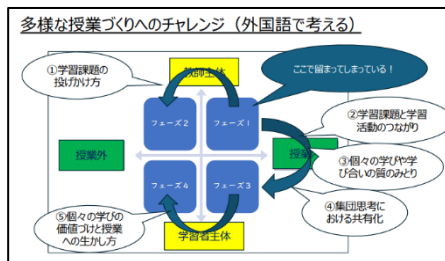 多様な授業づくりへのチャレンジ（外国語で考える）
①学習課題の
投げかけ方
教師主体
ここで留まってしまっている！
フェーズ2
フェーズ1
②学習課題と学習
活動のつながり
授業外
授業
③個々の学びや学
び合いの質のみとり
フェーズ4
フェーズ3
④集団思考に
おける共有化
⑤個々の学びの
価値づけと授業
への生かし方
学習者主体